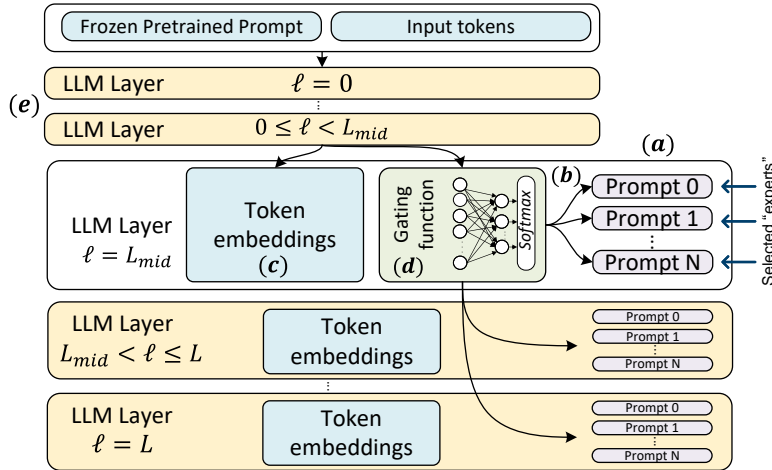 Frozen Pretrained Prompt
Input tokens
(e)
LLM Layer
ℓ = 0
LLM Layer
0 ≤ ℓ < L_mid
LLM Layer
ℓ = L_mid
Token
embeddings
(c)
Gating
function
(d)
Softmax
(b)
(a)
Prompt 0
Prompt 1
Prompt N
Selected “experts”
LLM Layer
L_mid < ℓ ≤ L
Token
embeddings
Prompt 0
Prompt 1
Prompt N
LLM Layer
ℓ = L
Token
embeddings
Prompt 0
Prompt 1
Prompt N